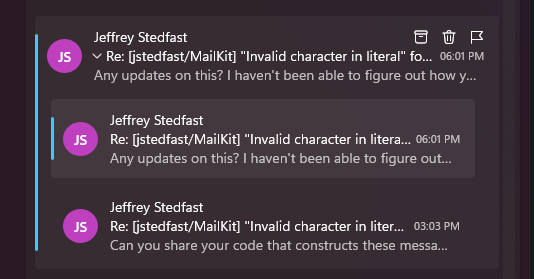 Jeffrey Stedfast
JS
Re: [jstedfast/MailKit] "Invalid character in literal" fo... 06:01 PM
Any updates on this? I haven't been able to figure out how y...
Jeffrey Stedfast
JS
Re: [jstedfast/MailKit] "Invalid character in litera... 06:01 PM
Any updates on this? I haven't been able to figure out...
Jeffrey Stedfast
JS
Re: [jstedfast/MailKit] "Invalid character in liter... 03:03 PM
Can you share your code that constructs these messa...